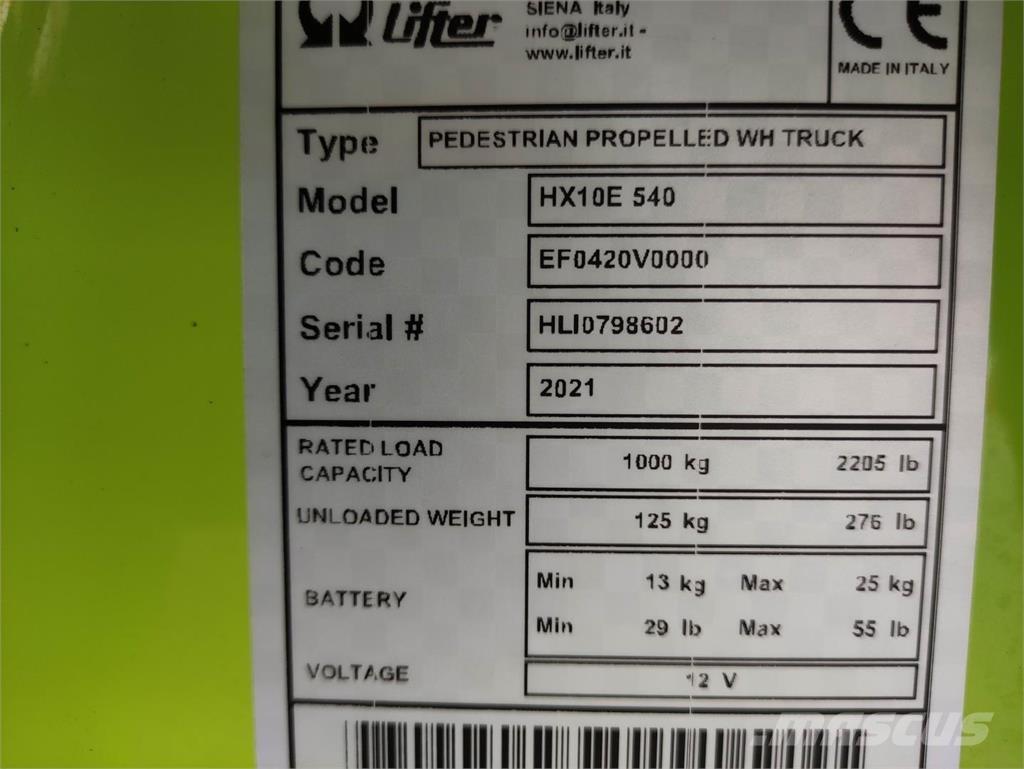 Lifter
SIENA Italy
info@lifter.it -
www.lifter.it
CE
MADE IN ITALY
Type PEDESTRIAN PROPELLED WH TRUCK
Model HX10E 540
Code EF0420V0000
Serial # HLI0798602
Year 2021
RATED LOAD
CAPACITY 1000 kg 2205 lb
UNLOADED WEIGHT 125 kg 276 lb
BATTERY
Min 13 kg Max 25 kg
Min 29 lb Max 55 lb
VOLTAGE 12 V
mascus